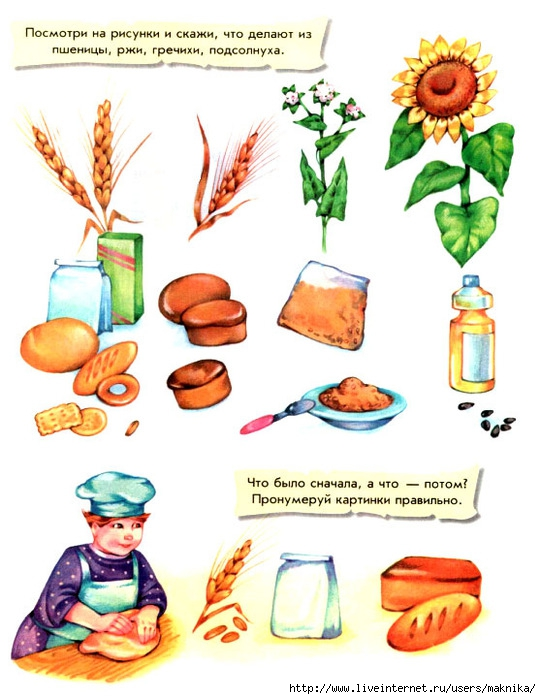 Посмотри на рисунки и скажи, что делают из
пшеницы, ржи, гречихи, подсолнуха.
Что было сначала, а что — потом?
Пронумеруй картинки правильно.
http://www.liveinternet.ru/users/maknika/